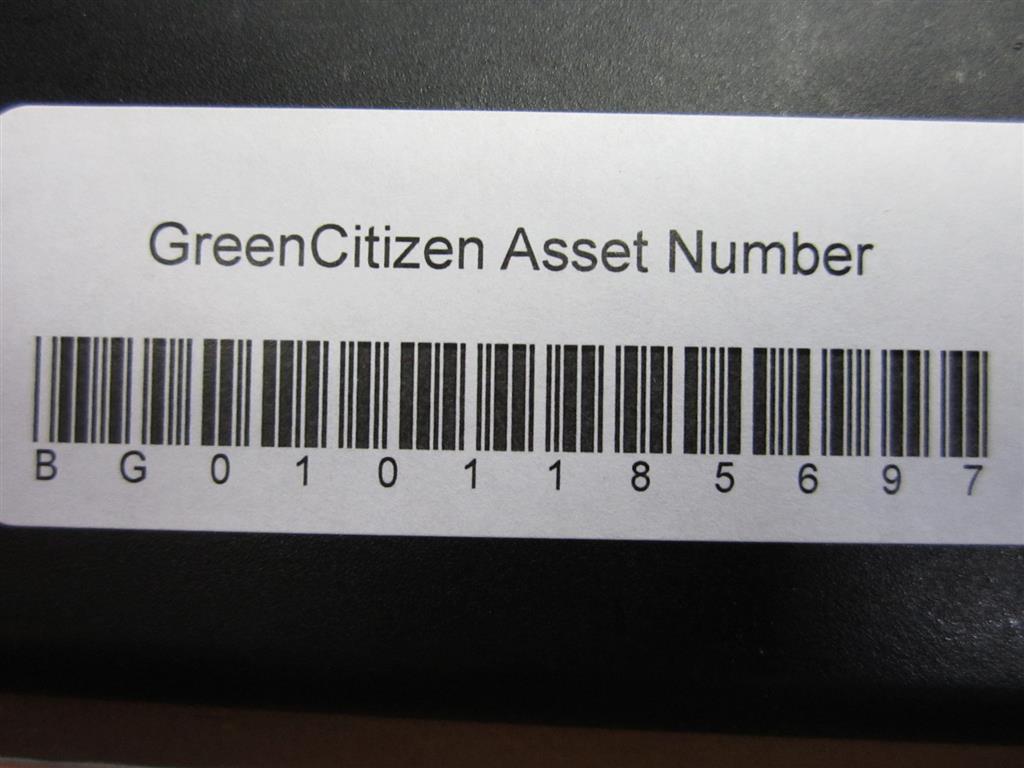 GreenCitizen Asset Number
B G 0 1 0 1 1 8 5 6 9 7